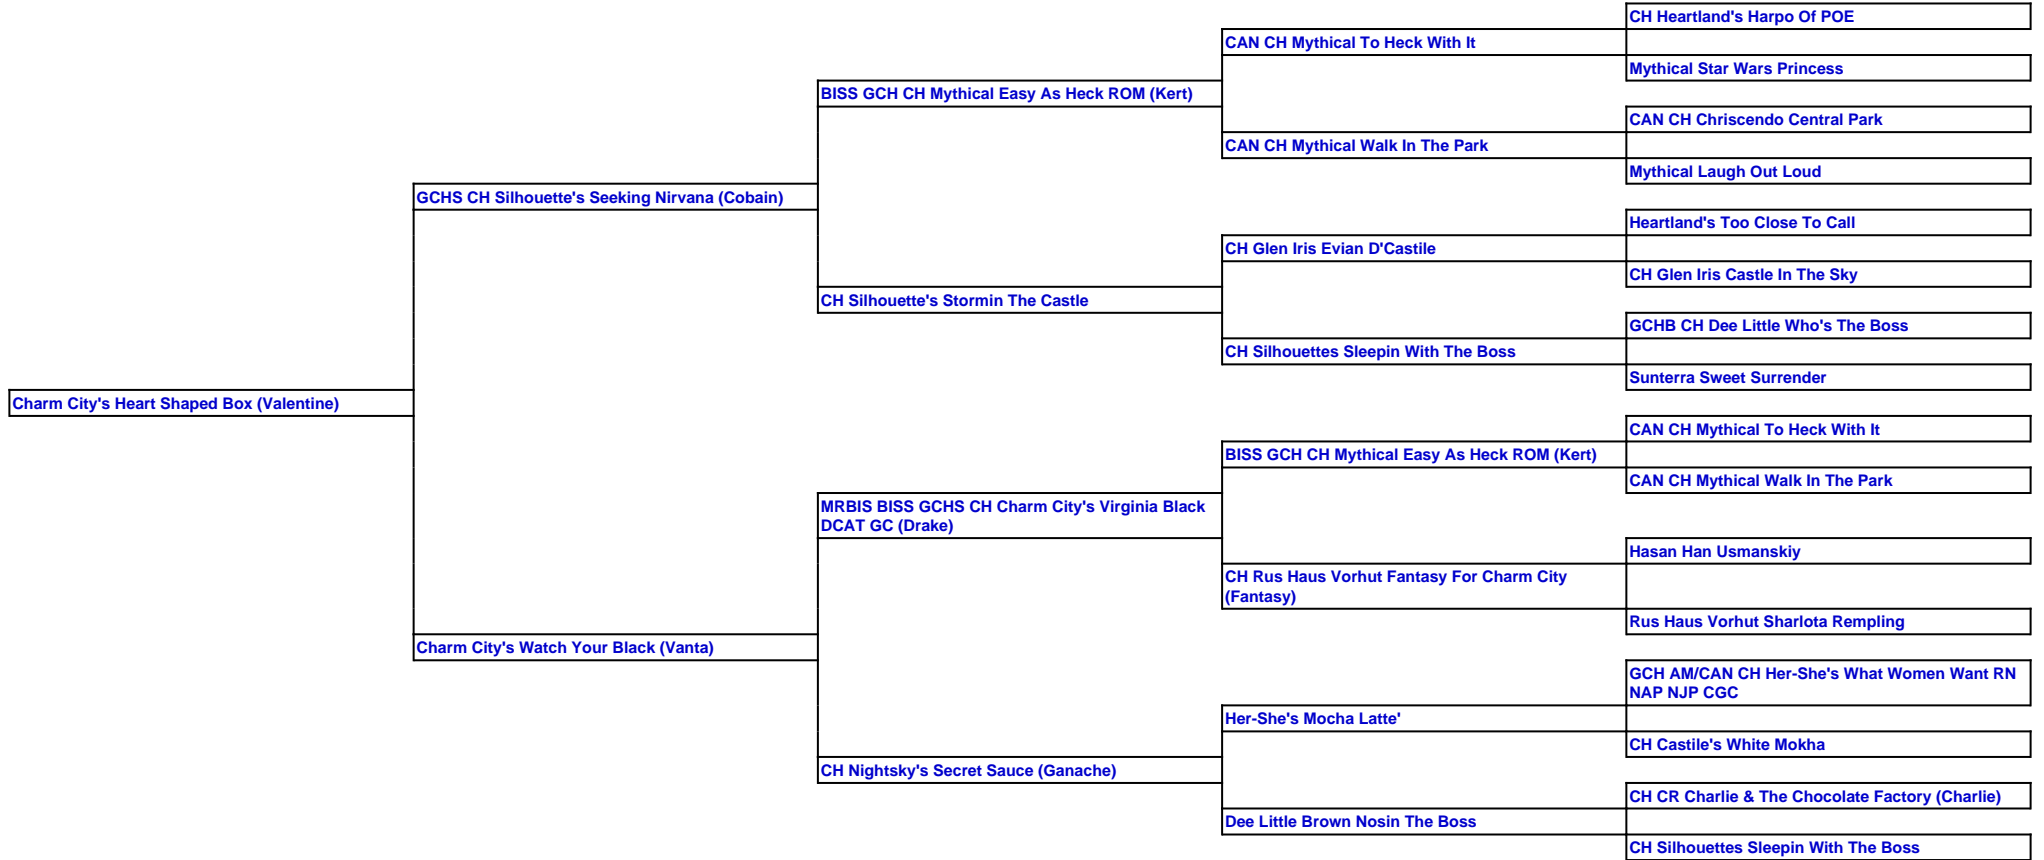 CH Heartland's Harpo Of POE
CAN CH Mythical To Heck With It
Mythical Star Wars Princess
BISS GCH CH Mythical Easy As Heck ROM (Kert)
CAN CH Chriscendo Central Park
CAN CH Mythical Walk In The Park
Mythical Laugh Out Loud
GCHS CH Silhouette's Seeking Nirvana (Cobain)
Heartland's Too Close To Call
CH Glen Iris Evian D'Castile
CH Glen Iris Castle In The Sky
CH Silhouette's Stormin The Castle
GCHB CH Dee Little Who's The Boss
CH Silhouettes Sleepin With The Boss
Sunterra Sweet Surrender
Charm City's Heart Shaped Box (Valentine)
CAN CH Mythical To Heck With It
BISS GCH CH Mythical Easy As Heck ROM (Kert)
CAN CH Mythical Walk In The Park
MRBIS BISS GCHS CH Charm City's Virginia Black
DCAT GC (Drake)
Hasan Han Usmanskiy
CH Rus Haus Vorhut Fantasy For Charm City
(Fantasy)
Rus Haus Vorhut Sharlota Rempling
Charm City's Watch Your Black (Vanta)
GCH AM/CAN CH Her-She's What Women Want RN
NAP NJP CGC
Her-She's Mocha Latte'
CH Castile's White Mokha
CH Nightsky's Secret Sauce (Ganache)
CH CR Charlie & The Chocolate Factory (Charlie)
Dee Little Brown Nosin The Boss
CH Silhouettes Sleepin With The Boss